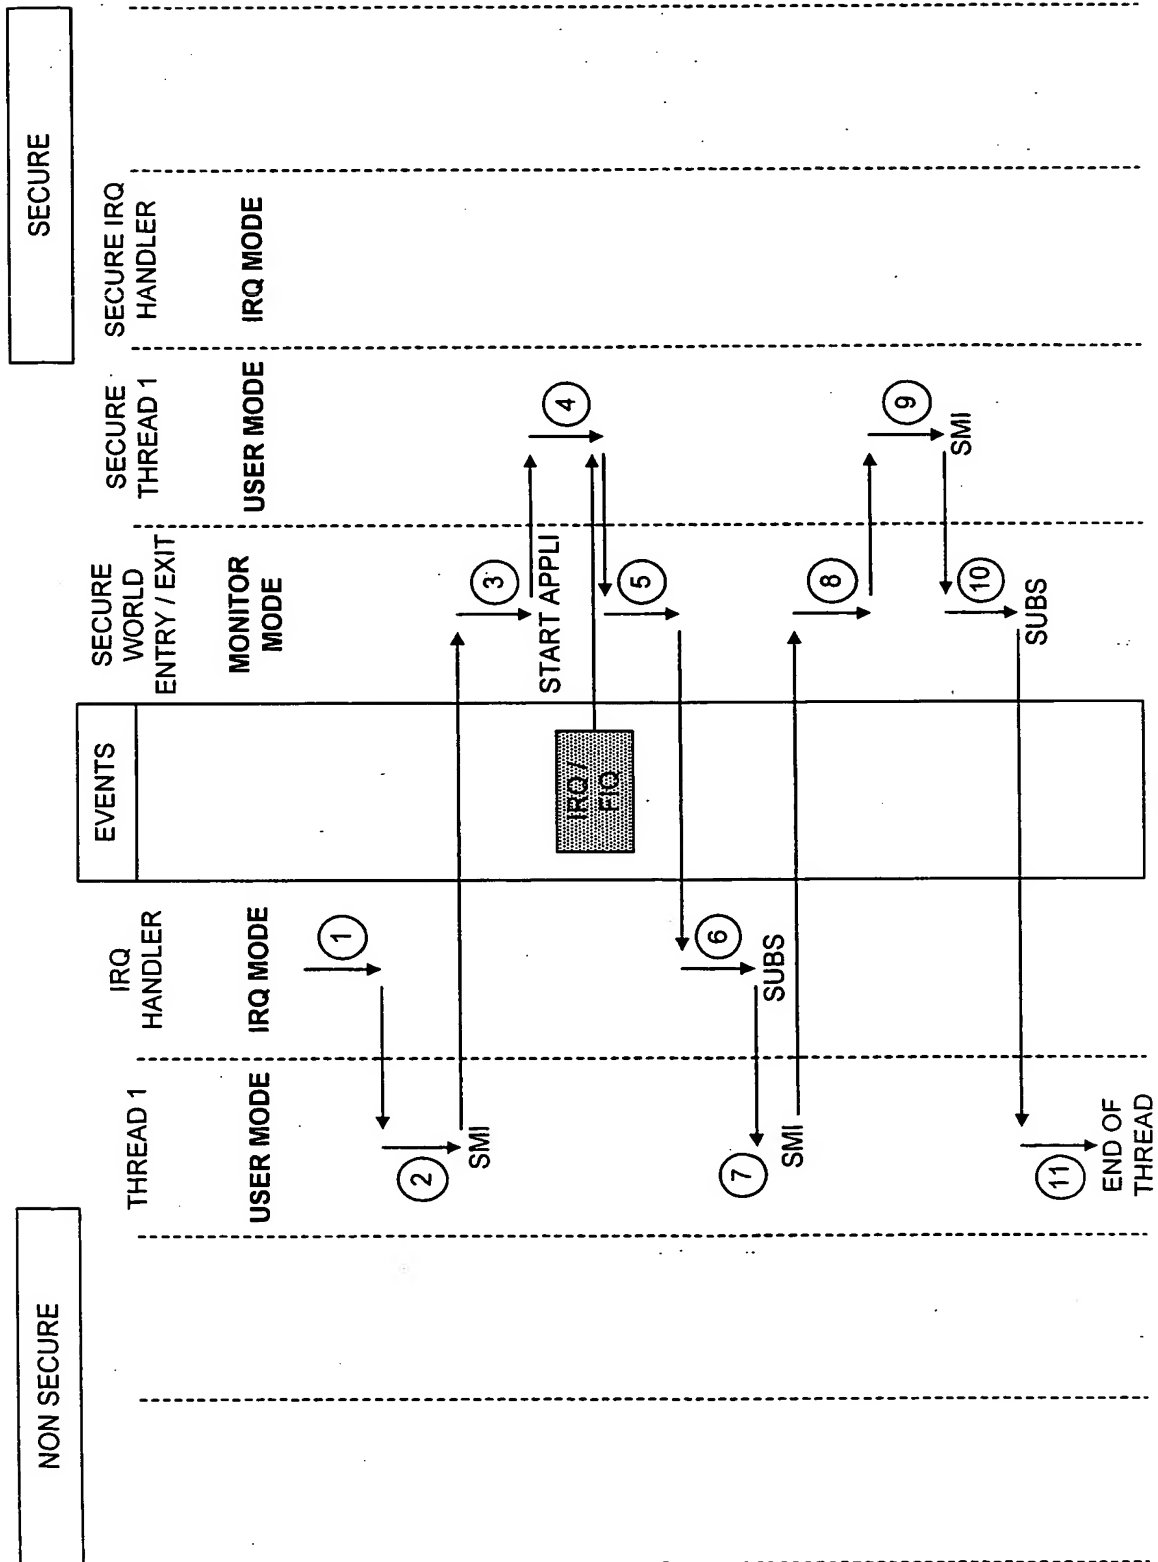 NON SECURE
SECURE
THREAD 1
USER MODE
IRQ
HANDLER
IRQ MODE
EVENTS
SECURE
WORLD
ENTRY / EXIT
MONITOR
MODE
SECURE
THREAD 1
USER MODE
SECURE IRQ
HANDLER
IRQ MODE
1
2
SMI
3
START APPLI
4
IRQ /
FIQ
5
6
SUBS
7
SMI
8
9
SMI
10
SUBS
11
END OF
THREAD